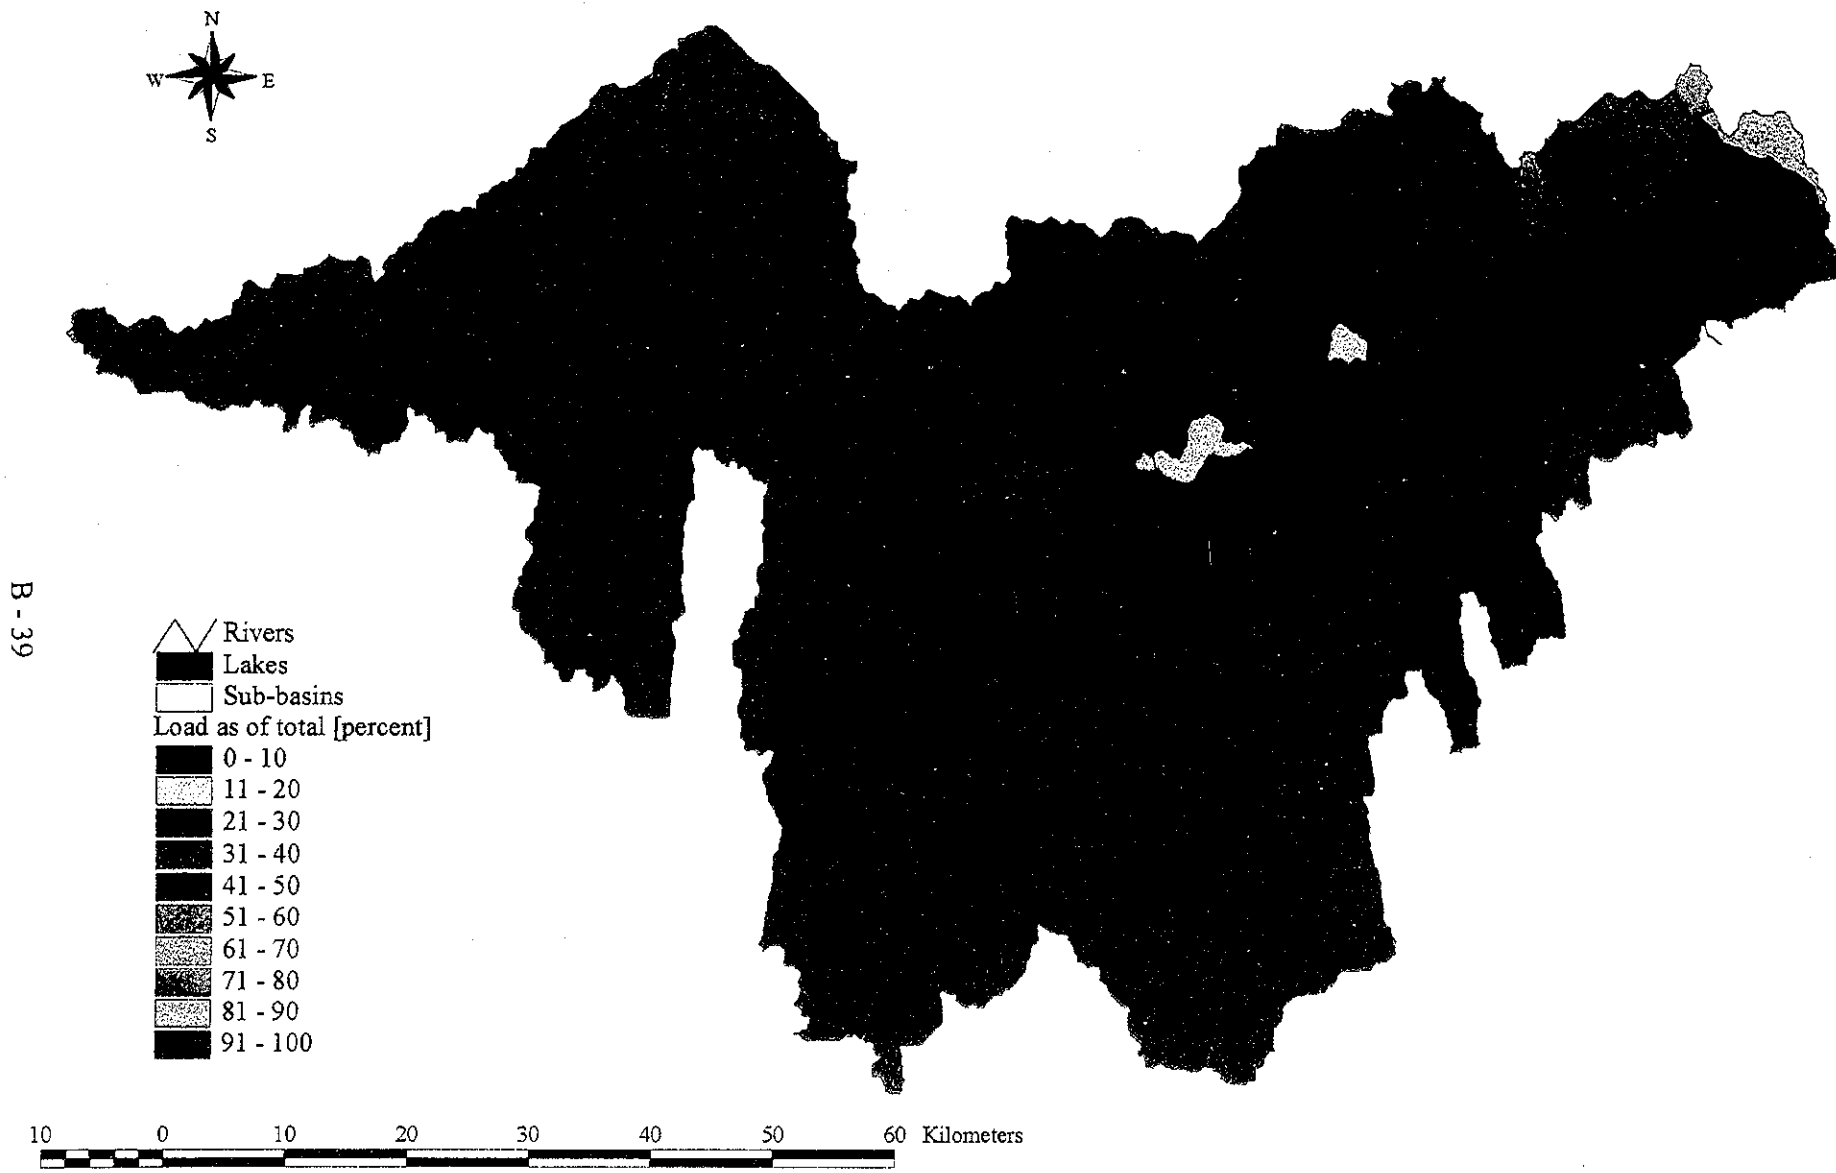 N
W E
S
B - 39
Rivers
Lakes
Sub-basins
Load as of total [percent]
0 - 10
11 - 20
21 - 30
31 - 40
41 - 50
51 - 60
61 - 70
71 - 80
81 - 90
91 - 100
10 0 10 20 30 40 50 60 Kilometers